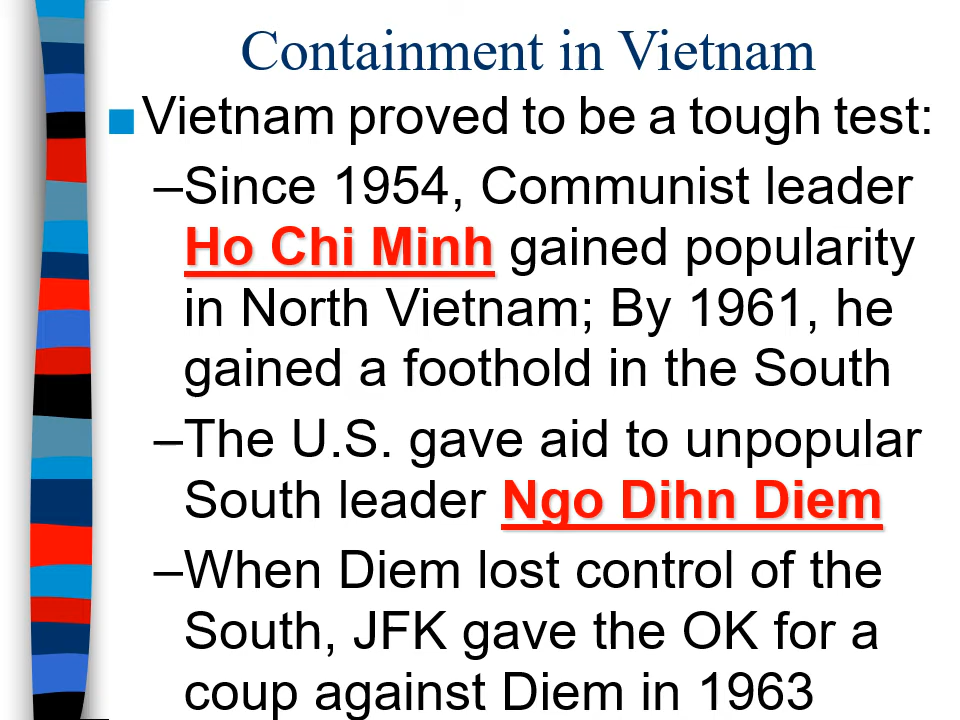 Containment in Vietnam
■Vietnam proved to be a tough test:
–Since 1954, Communist leader
Ho Chi Minh gained popularity
in North Vietnam; By 1961, he
gained a foothold in the South
–The U.S. gave aid to unpopular
South leader Ngo Dihn Diem
–When Diem lost control of the
South, JFK gave the OK for a
coup against Diem in 1963